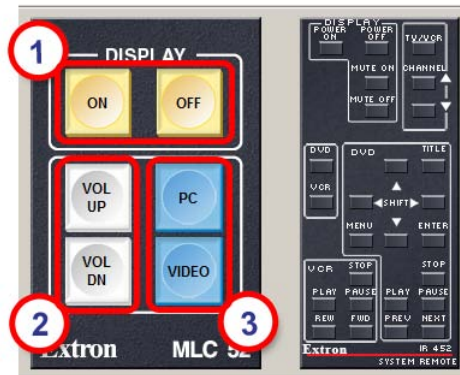 1
DISPLAY
ON OFF
VOL UP
PC
VOL DN
VIDEO
2
3
Extron MLC 52
DISPLAY
POWER ON
POWER OFF
TV/VCR
MUTE ON
CHANNEL
MUTE OFF
DVD
DVD
TITLE
VCR
SHIFT
MENU
ENTER
VCR
STOP
STOP
PLAY PAUSE PLAY PAUSE
REW FWD PREV NEXT
Extron IR 452
SYSTEM REMOTE